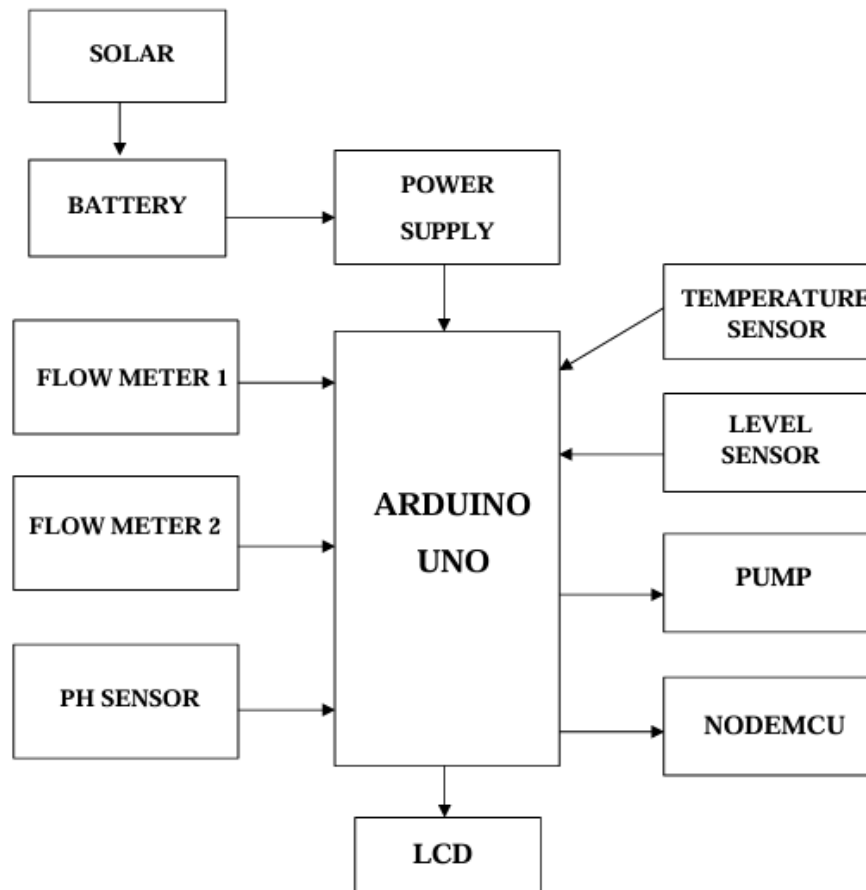 SOLAR
BATTERY
POWER
SUPPLY
TEMPERATURE
SENSOR
FLOW METER 1
LEVEL
SENSOR
ARDUINO
UNO
FLOW METER 2
PUMP
PH SENSOR
NODEMCU
LCD